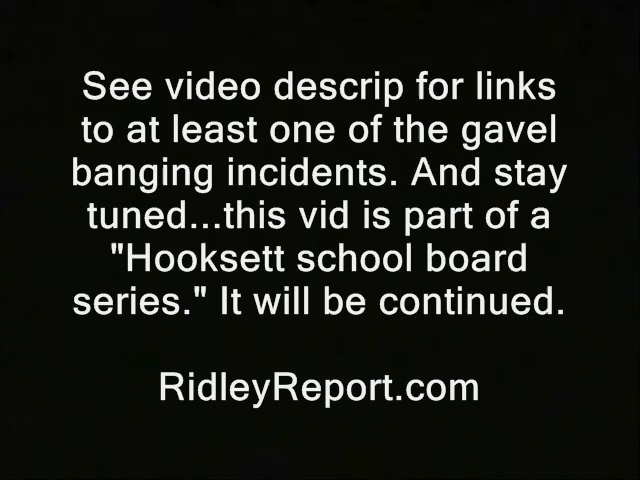 See video descrip for links
to at least one of the gavel
banging incidents. And stay
tuned...this vid is part of a
"Hooksett school board
series." It will be continued.
RidleyReport.com